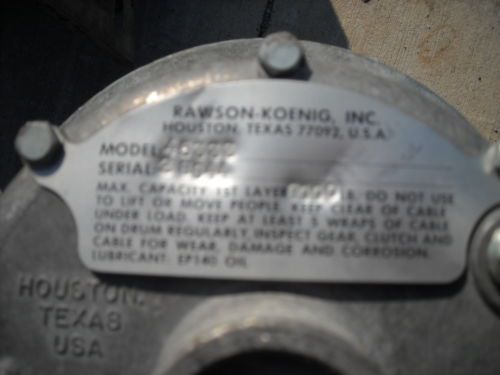 RAWSON-KOENIG, INC.
HOUSTON, TEXAS 77092, U.S.A.
MODEL
SERIAL
MAX. CAPACITY 1ST LAYER LB. DO NOT USE
TO LIFT OR MOVE PEOPLE. KEEP CLEAR OF CABLE
UNDER LOAD. KEEP AT LEAST 5 WRAPS OF CABLE
ON DRUM REGULARLY INSPECT GEAR, CLUTCH AND
CABLE FOR WEAR, DAMAGE AND CORROSION.
LUBRICANT: EP140 OIL
HOUSTON,
TEXAS
USA